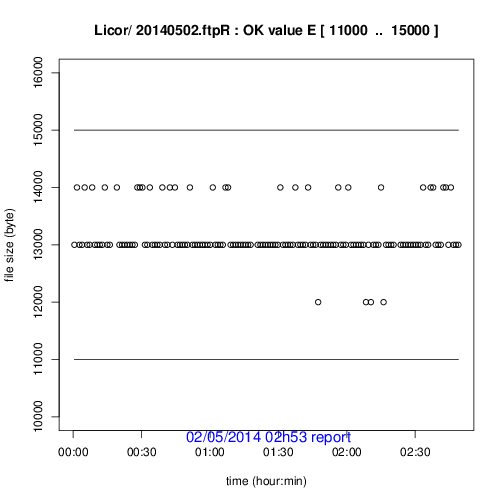 Licor/ 20140502.ftpR : OK value E [ 11000 .. 15000 ]
16000
15000
14000
13000
12000
11000
10000
file size (byte)
02/05/2014 02h53 report
00:00 00:30 01:00 01:30 02:00 02:30
time (hour:min)